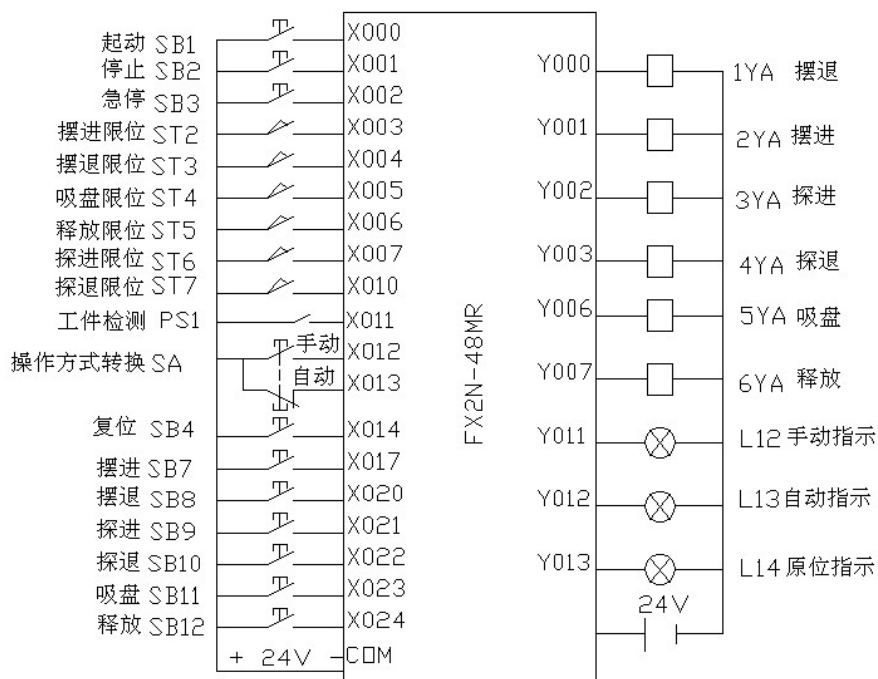 起动 SB1 X000
停止 SB2 X001
急停 SB3 X002
摆进限位 ST2 X003
摆退限位 ST3 X004
吸盘限位 ST4 X005
释放限位 ST5 X006
探进限位 ST6 X007
探退限位 ST7 X010
工件检测 PS1 X011
操作方式转换 SA 手动 X012
自动 X013
复位 SB4 X014
摆进 SB7 X017
摆退 SB8 X020
探进 SB9 X021
探退 SB10 X022
吸盘 SB11 X023
释放 SB12 X024
+ 24V - COM
FX2N-48MR
Y000 1YA 摆退
Y001 2YA 摆进
Y002 3YA 探进
Y003 4YA 探退
Y006 5YA 吸盘
Y007 6YA 释放
Y011 L12 手动指示
Y012 L13 自动指示
Y013 L14 原位指示
24V